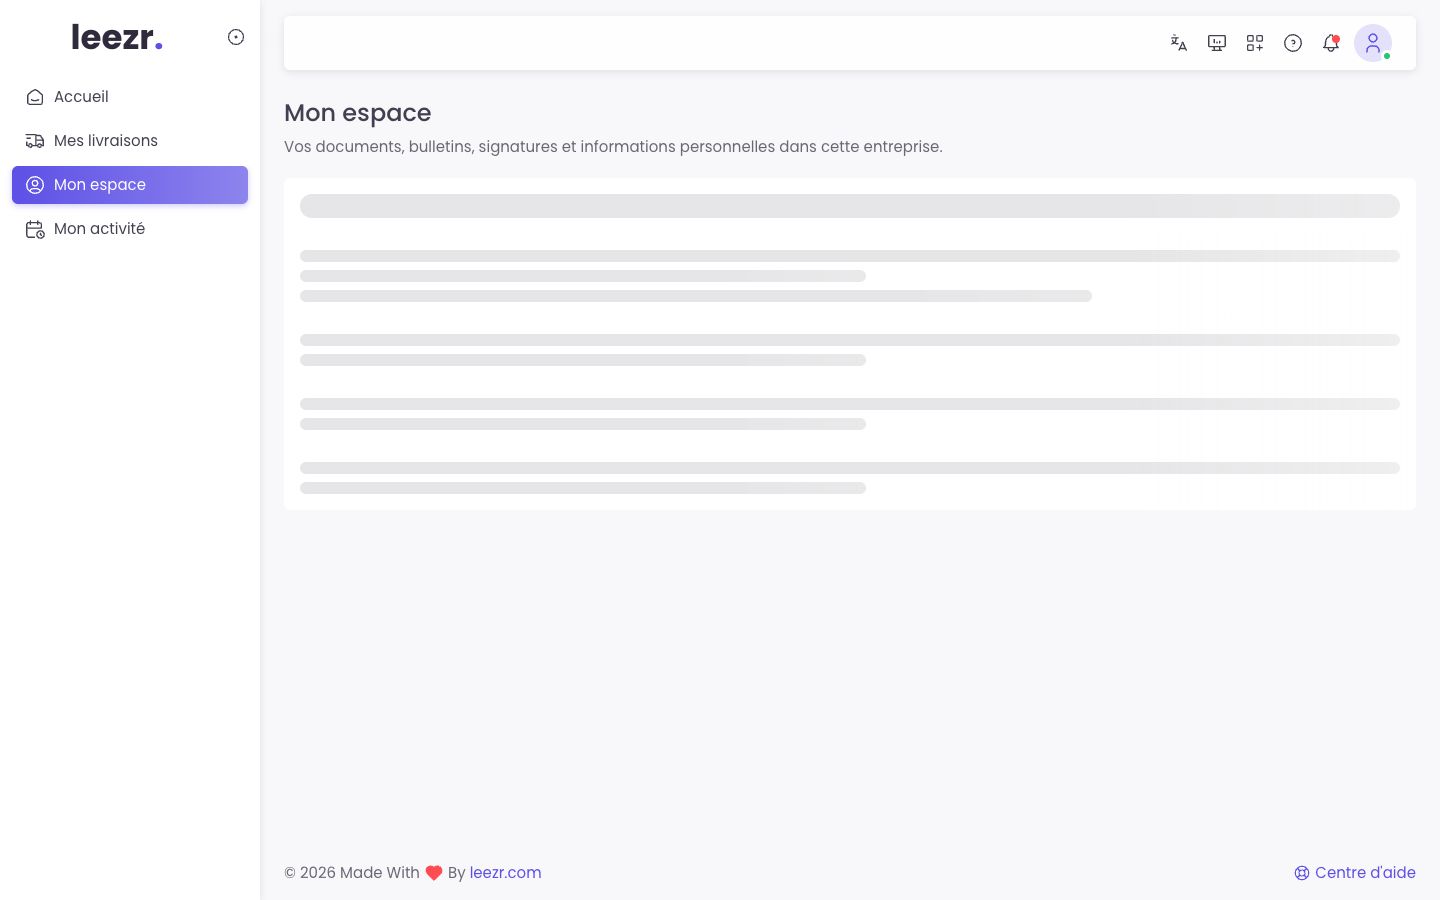 leezr.
Accueil
Mes livraisons
Mon espace
Mon activité
Mon espace
Vos documents, bulletins, signatures et informations personnelles dans cette entreprise.
© 2026 Made With By leezr.com
Centre d'aide